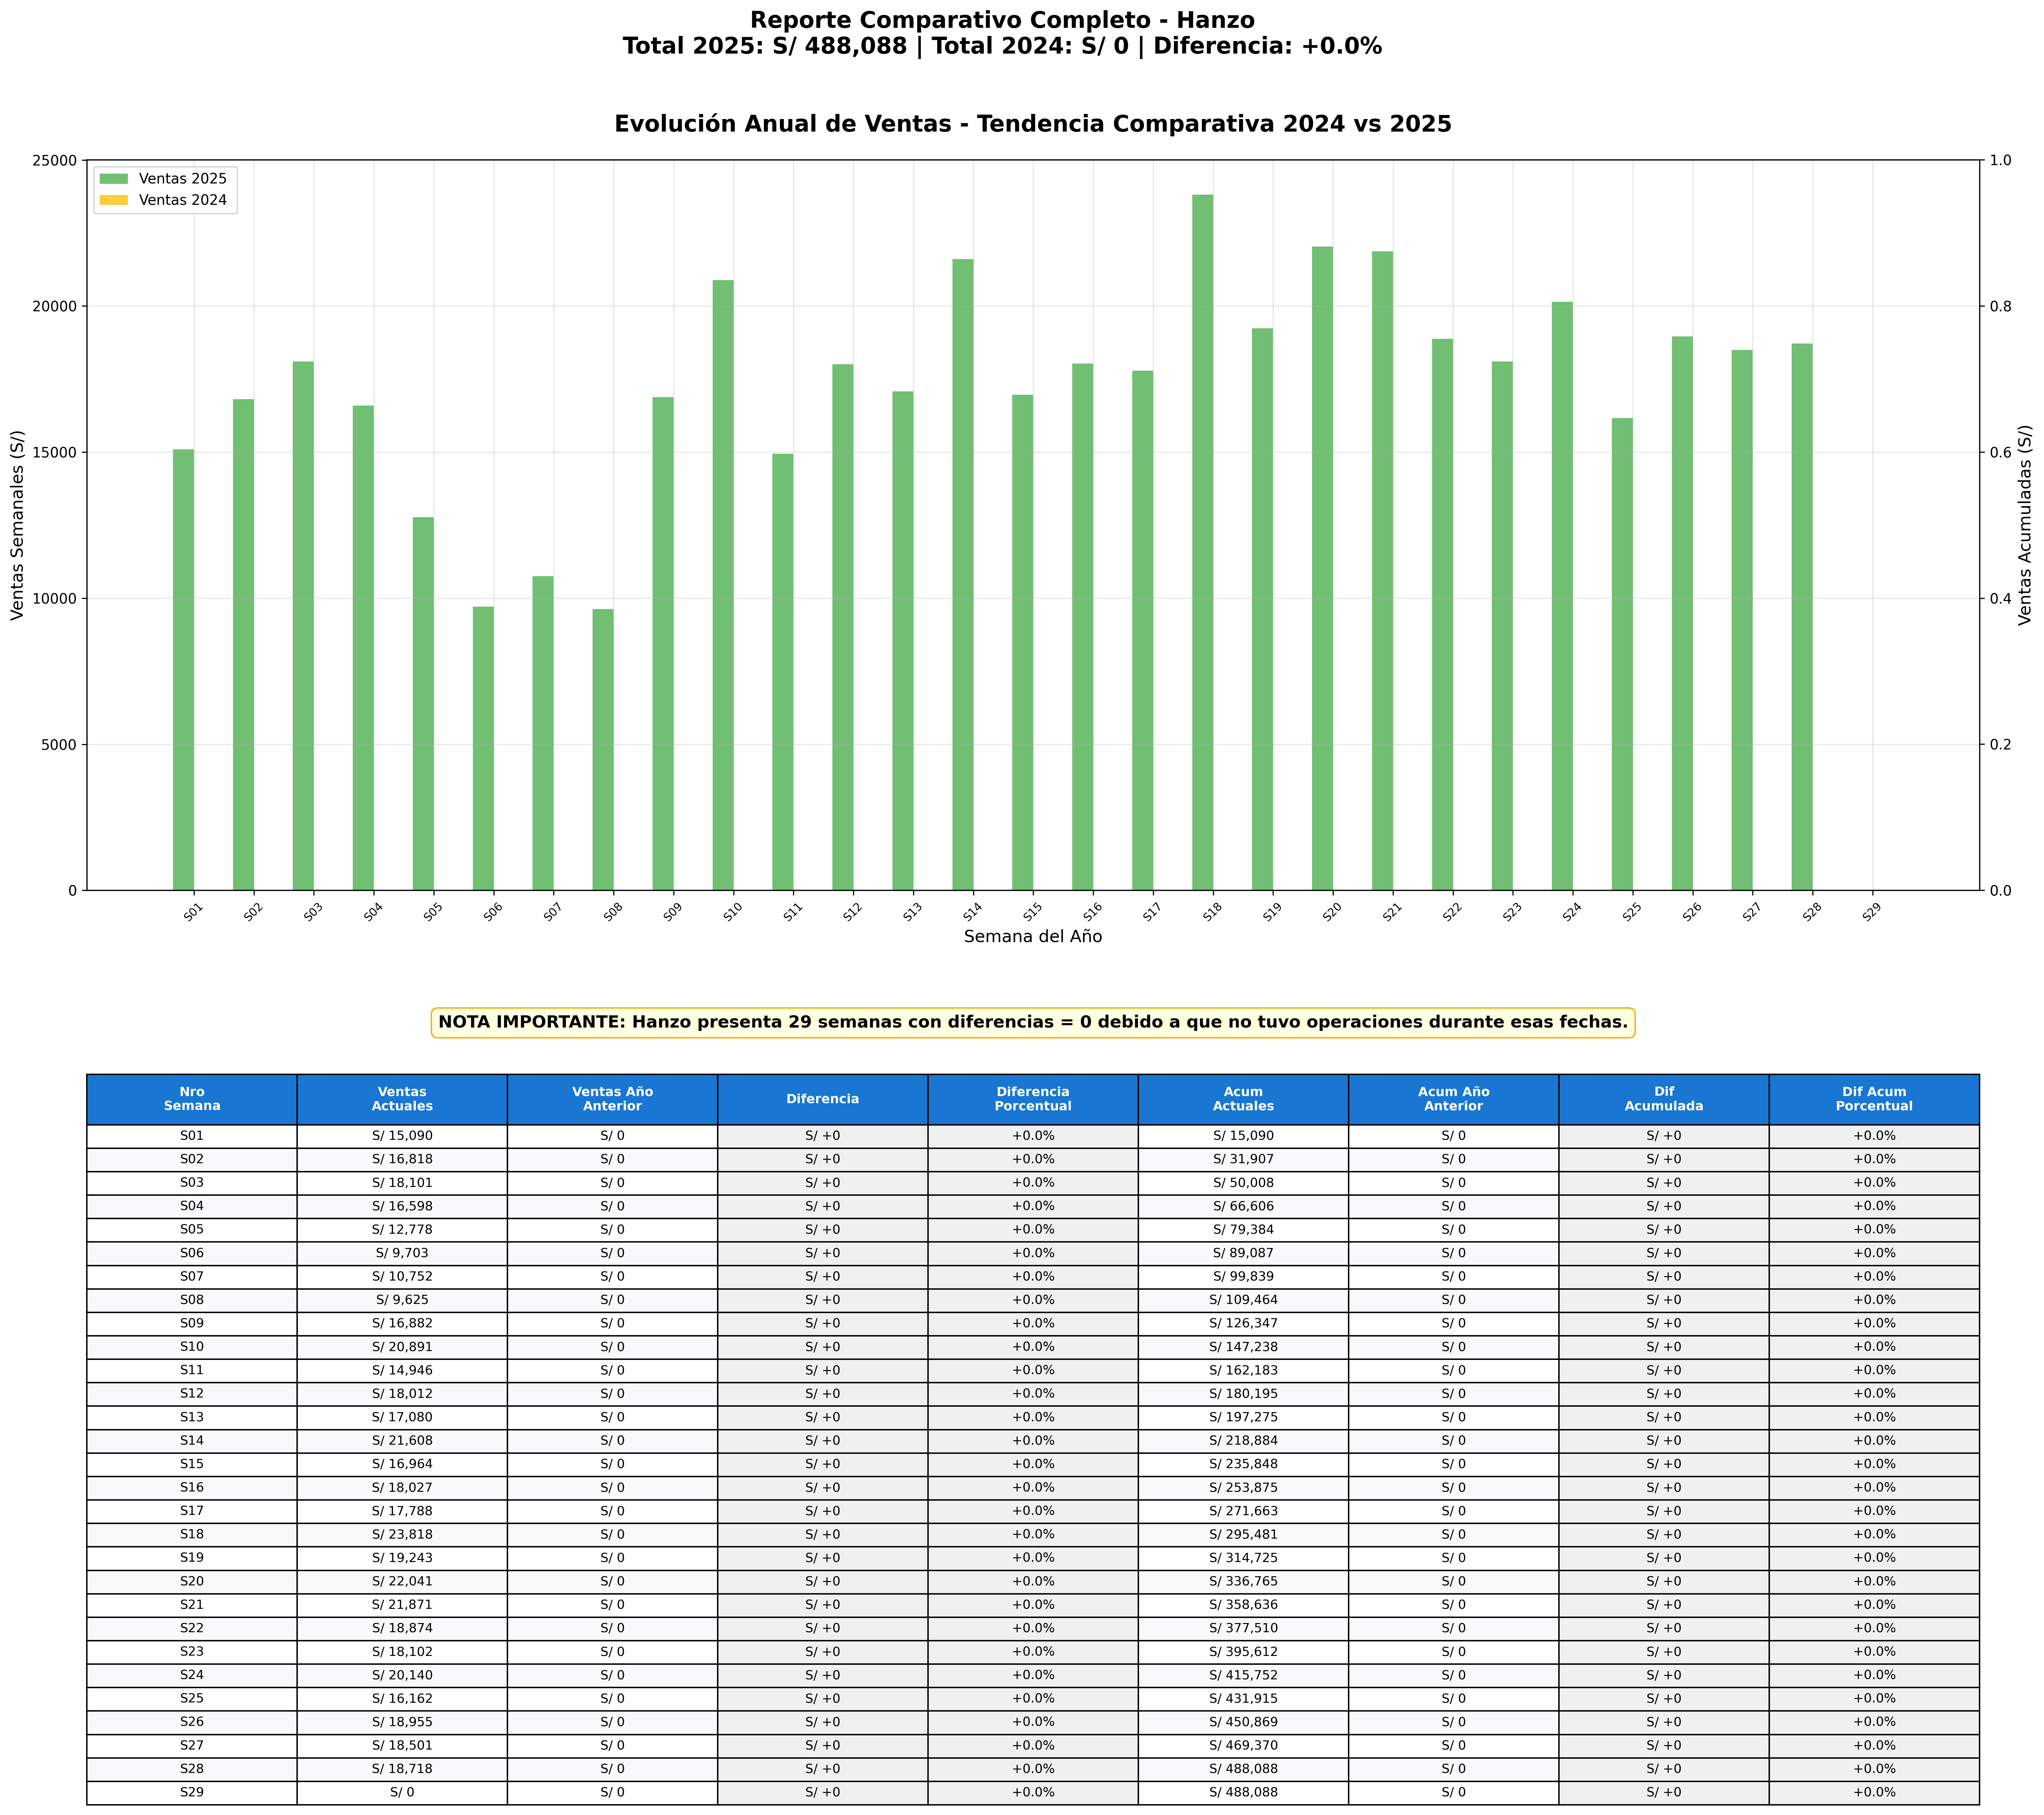 Reporte Comparativo Completo - Hanzo
Total 2025: S/ 488,088 | Total 2024: S/ 0 | Diferencia: +0.0%
Evolución Anual de Ventas - Tendencia Comparativa 2024 vs 2025
Ventas 2025
Ventas 2024
25000
20000
15000
10000
5000
0
Ventas Semanales (S/)
1.0
0.8
0.6
0.4
0.2
0.0
Ventas Acumuladas (S/)
S01 S02 S03 S04 S05 S06 S07 S08 S09 S10 S11 S12 S13 S14 S15 S16 S17 S18 S19 S20 S21 S22 S23 S24 S25 S26 S27 S28 S29
Semana del Año
NOTA IMPORTANTE: Hanzo presenta 29 semanas con diferencias = 0 debido a que no tuvo operaciones durante esas fechas.
Nro Semana Ventas Actuales Ventas Año Anterior Diferencia Diferencia Porcentual Acum Actuales Acum Año Anterior Dif Acumulada Dif Acum Porcentual
S01 S/ 15,090 S/ 0 S/ +0 +0.0% S/ 15,090 S/ 0 S/ +0 +0.0%
S02 S/ 16,818 S/ 0 S/ +0 +0.0% S/ 31,907 S/ 0 S/ +0 +0.0%
S03 S/ 18,101 S/ 0 S/ +0 +0.0% S/ 50,008 S/ 0 S/ +0 +0.0%
S04 S/ 16,598 S/ 0 S/ +0 +0.0% S/ 66,606 S/ 0 S/ +0 +0.0%
S05 S/ 12,778 S/ 0 S/ +0 +0.0% S/ 79,384 S/ 0 S/ +0 +0.0%
S06 S/ 9,703 S/ 0 S/ +0 +0.0% S/ 89,087 S/ 0 S/ +0 +0.0%
S07 S/ 10,752 S/ 0 S/ +0 +0.0% S/ 99,839 S/ 0 S/ +0 +0.0%
S08 S/ 9,625 S/ 0 S/ +0 +0.0% S/ 109,464 S/ 0 S/ +0 +0.0%
S09 S/ 16,882 S/ 0 S/ +0 +0.0% S/ 126,347 S/ 0 S/ +0 +0.0%
S10 S/ 20,891 S/ 0 S/ +0 +0.0% S/ 147,238 S/ 0 S/ +0 +0.0%
S11 S/ 14,946 S/ 0 S/ +0 +0.0% S/ 162,183 S/ 0 S/ +0 +0.0%
S12 S/ 18,012 S/ 0 S/ +0 +0.0% S/ 180,195 S/ 0 S/ +0 +0.0%
S13 S/ 17,080 S/ 0 S/ +0 +0.0% S/ 197,275 S/ 0 S/ +0 +0.0%
S14 S/ 21,608 S/ 0 S/ +0 +0.0% S/ 218,884 S/ 0 S/ +0 +0.0%
S15 S/ 16,964 S/ 0 S/ +0 +0.0% S/ 235,848 S/ 0 S/ +0 +0.0%
S16 S/ 18,027 S/ 0 S/ +0 +0.0% S/ 253,875 S/ 0 S/ +0 +0.0%
S17 S/ 17,788 S/ 0 S/ +0 +0.0% S/ 271,663 S/ 0 S/ +0 +0.0%
S18 S/ 23,818 S/ 0 S/ +0 +0.0% S/ 295,481 S/ 0 S/ +0 +0.0%
S19 S/ 19,243 S/ 0 S/ +0 +0.0% S/ 314,725 S/ 0 S/ +0 +0.0%
S20 S/ 22,041 S/ 0 S/ +0 +0.0% S/ 336,765 S/ 0 S/ +0 +0.0%
S21 S/ 21,871 S/ 0 S/ +0 +0.0% S/ 358,636 S/ 0 S/ +0 +0.0%
S22 S/ 18,874 S/ 0 S/ +0 +0.0% S/ 377,510 S/ 0 S/ +0 +0.0%
S23 S/ 18,102 S/ 0 S/ +0 +0.0% S/ 395,612 S/ 0 S/ +0 +0.0%
S24 S/ 20,140 S/ 0 S/ +0 +0.0% S/ 415,752 S/ 0 S/ +0 +0.0%
S25 S/ 16,162 S/ 0 S/ +0 +0.0% S/ 431,915 S/ 0 S/ +0 +0.0%
S26 S/ 18,955 S/ 0 S/ +0 +0.0% S/ 450,869 S/ 0 S/ +0 +0.0%
S27 S/ 18,501 S/ 0 S/ +0 +0.0% S/ 469,370 S/ 0 S/ +0 +0.0%
S28 S/ 18,718 S/ 0 S/ +0 +0.0% S/ 488,088 S/ 0 S/ +0 +0.0%
S29 S/ 0 S/ 0 S/ +0 +0.0% S/ 488,088 S/ 0 S/ +0 +0.0%